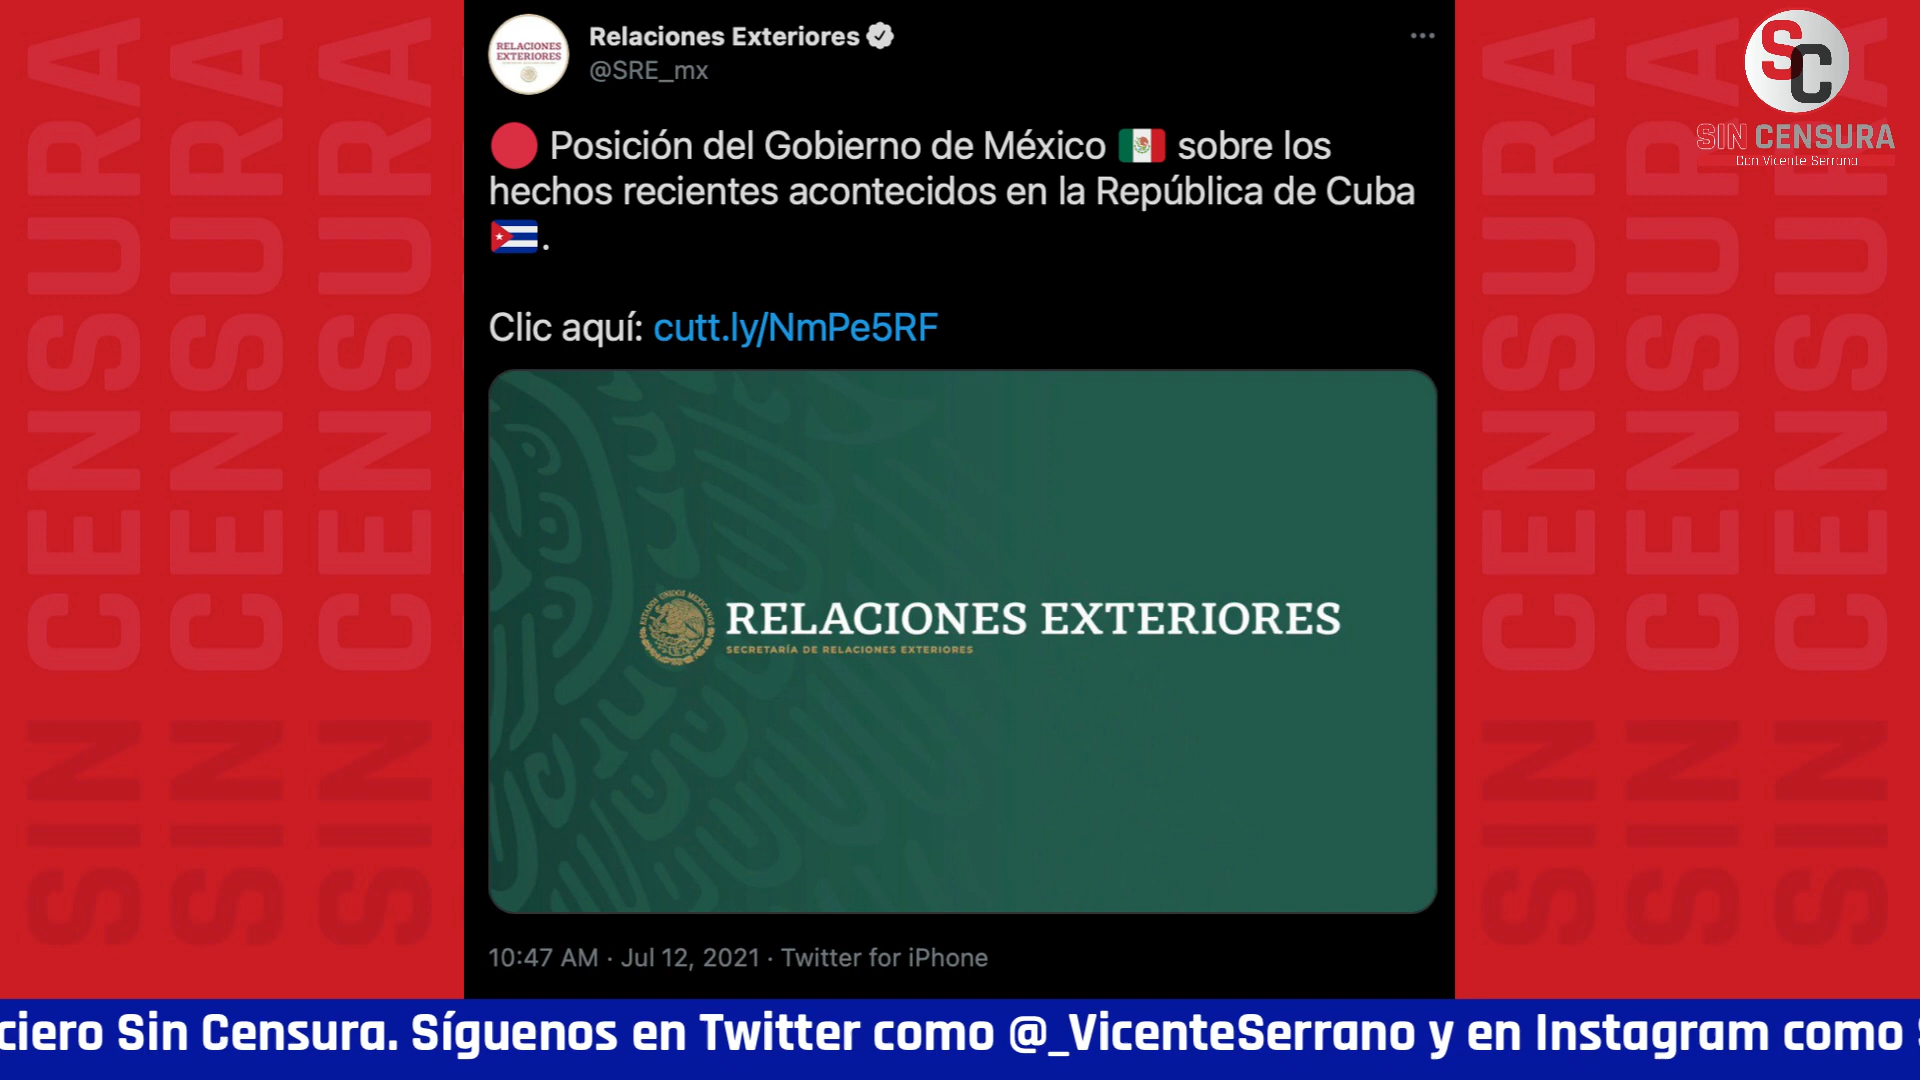 Relaciones Exteriores
@SRE_mx
RELACIONES
EXTERIORES
🔴 Posición del Gobierno de México 🇲🇽 sobre los
hechos recientes acontecidos en la República de Cuba
🇨🇺.
Clic aquí: cutt.ly/NmPe5RF
ESTADOS UNIDOS MEXICANOS
RELACIONES EXTERIORES
SECRETARÍA DE RELACIONES EXTERIORES
10:47 AM · Jul 12, 2021 · Twitter for iPhone
SC
SIN CENSURA
Con Vicente Serrano
SIN CENSURA
SIN CENSURA
SIN CENSURA
SIN CENSURA
SIN CENSURA
SIN CENSURA
ciero Sin Censura. Síguenos en Twitter como @_VicenteSerrano y en Instagram como